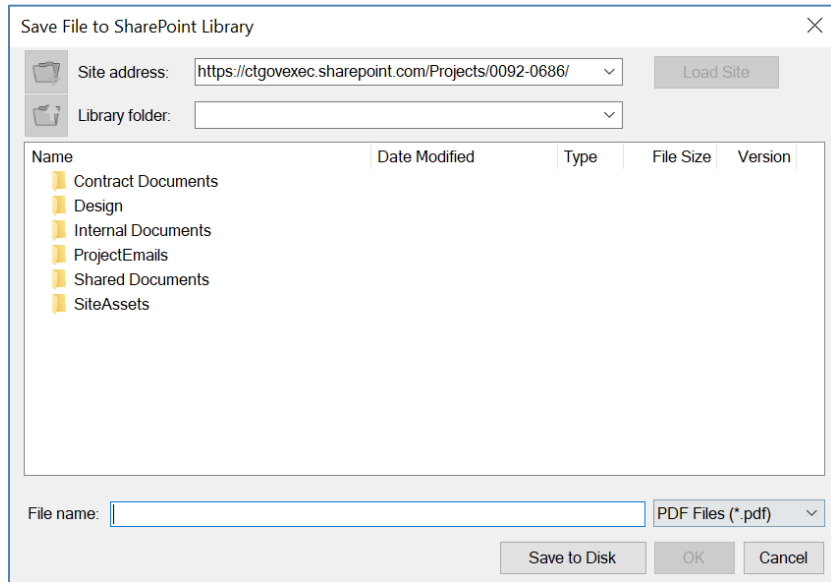 Save File to SharePoint Library
Site address: https://ctgovexec.sharepoint.com/Projects/0092-0686/ Load Site
Library folder:
Name Date Modified Type File Size Version
Contract Documents
Design
Internal Documents
ProjectEmails
Shared Documents
SiteAssets
File name: PDF Files (*.pdf)
Save to Disk OK Cancel